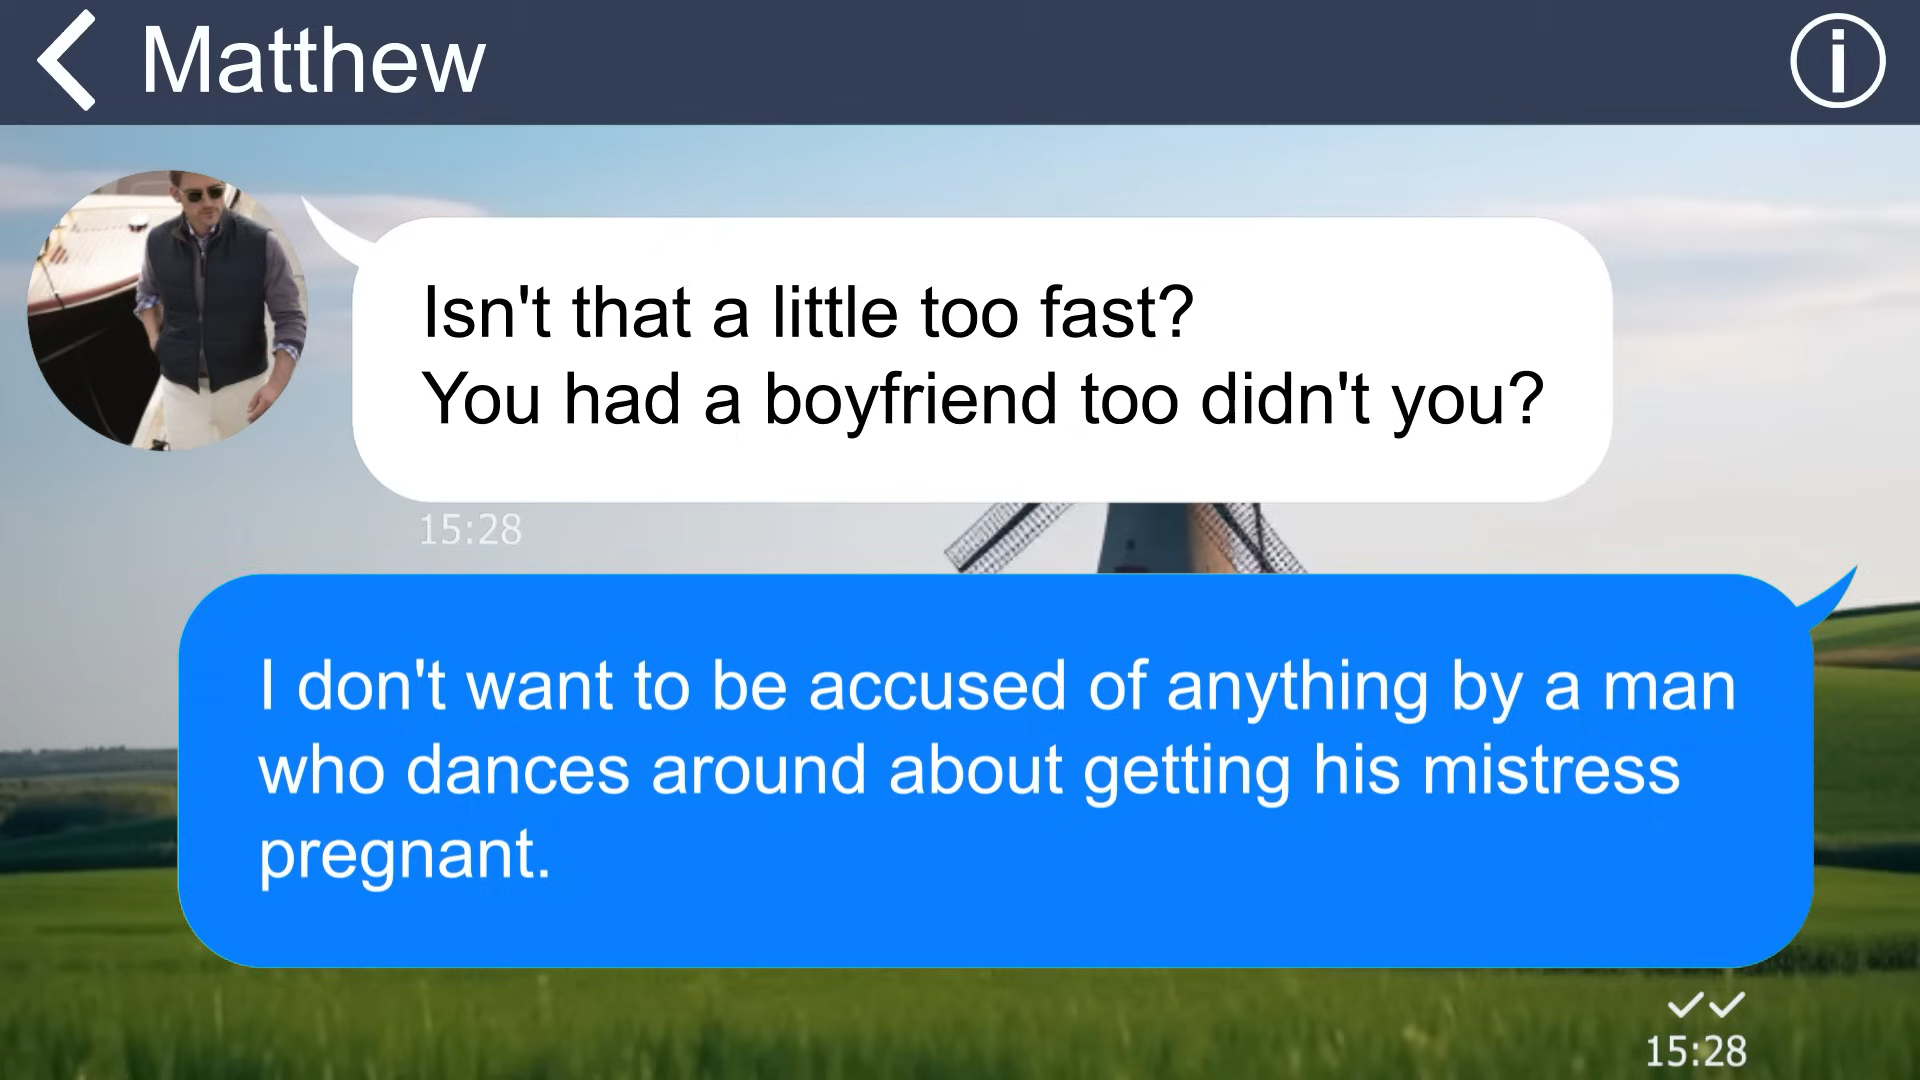 Matthew
Isn't that a little too fast?
You had a boyfriend too didn't you?
15:28
I don't want to be accused of anything by a man
who dances around about getting his mistress
pregnant.
15:28